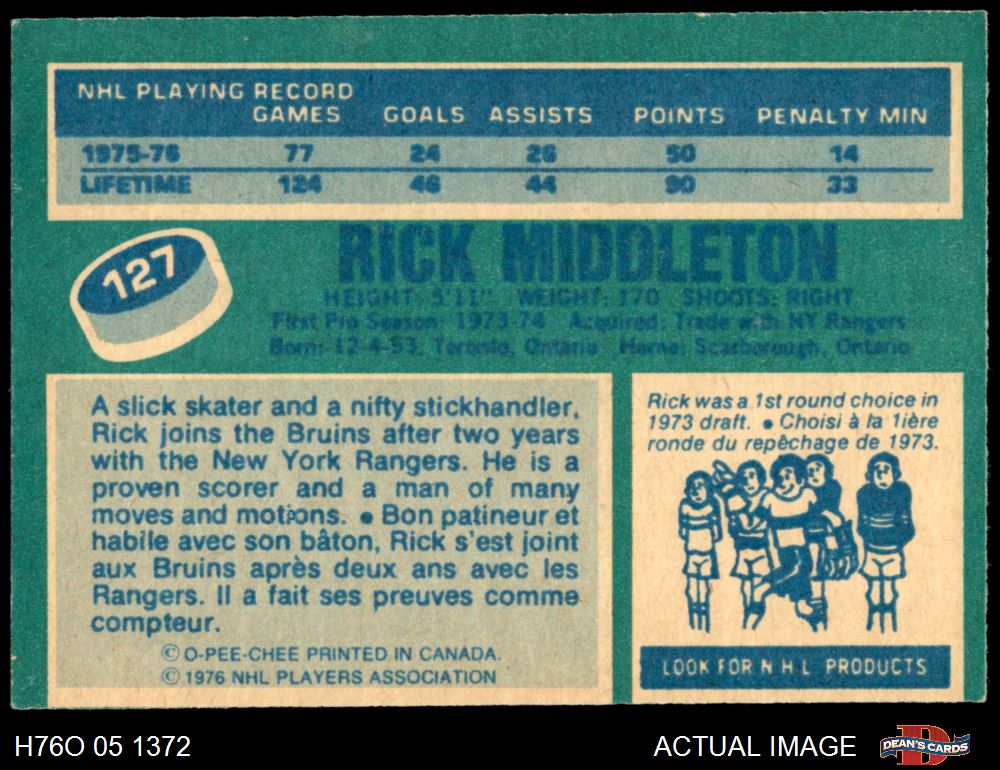 NHL PLAYING RECORD
GAMES GOALS ASSISTS POINTS PENALTY MIN
1975-76 77 24 26 50 14
LIFETIME 124 46 44 90 33
127
RICK MIDDLETON
HEIGHT: 5'11" WEIGHT: 170 SHOOTS: RIGHT
First Pro Season: 1973-74 Acquired: Trade with NY Rangers
Born: 12-4-53, Toronto, Ontario Home: Scarborough, Ontario
A slick skater and a nifty stickhandler,
Rick joins the Bruins after two years
with the New York Rangers. He is a
proven scorer and a man of many
moves and motions. • Bon patineur et
habile avec son bâton, Rick s'est joint
aux Bruins après deux ans avec les
Rangers. Il a fait ses preuves comme
compteur.
© O-PEE-CHEE PRINTED IN CANADA.
© 1976 NHL PLAYERS ASSOCIATION
Rick was a 1st round choice in
1973 draft. • Choisi à la 1ière
ronde du repêchage de 1973.
LOOK FOR N H L PRODUCTS
H76O 05 1372
ACTUAL IMAGE
DEAN'S CARDS